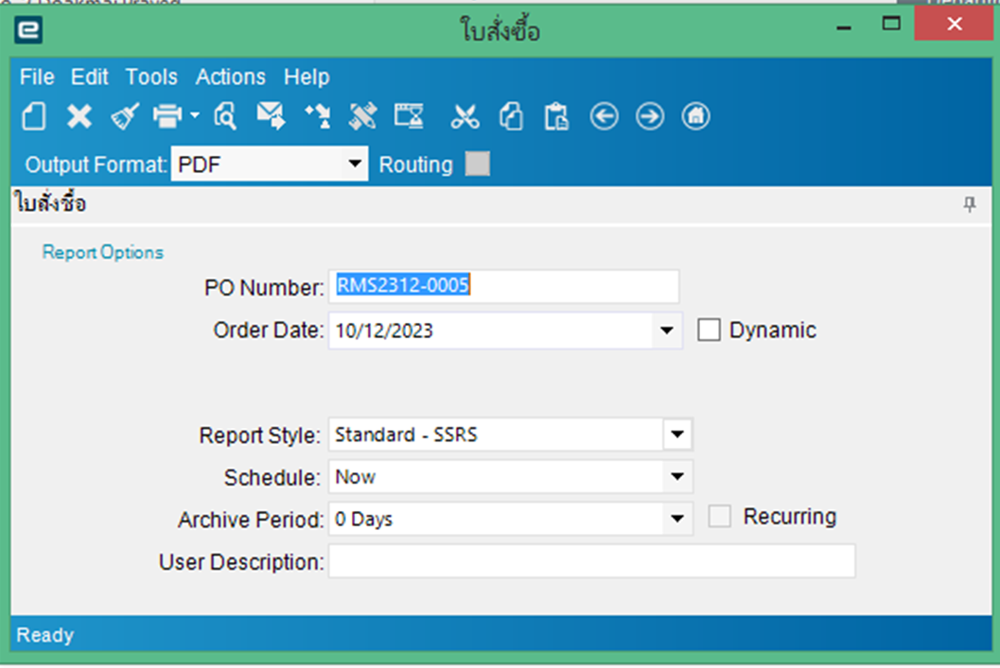 ใบสั่งซื้อ
File Edit Tools Actions Help
Output Format: PDF Routing
ใบสั่งซื้อ
Report Options
PO Number: RMS2312-0005
Order Date: 10/12/2023 Dynamic
Report Style: Standard - SSRS
Schedule: Now
Archive Period: 0 Days Recurring
User Description:
Ready